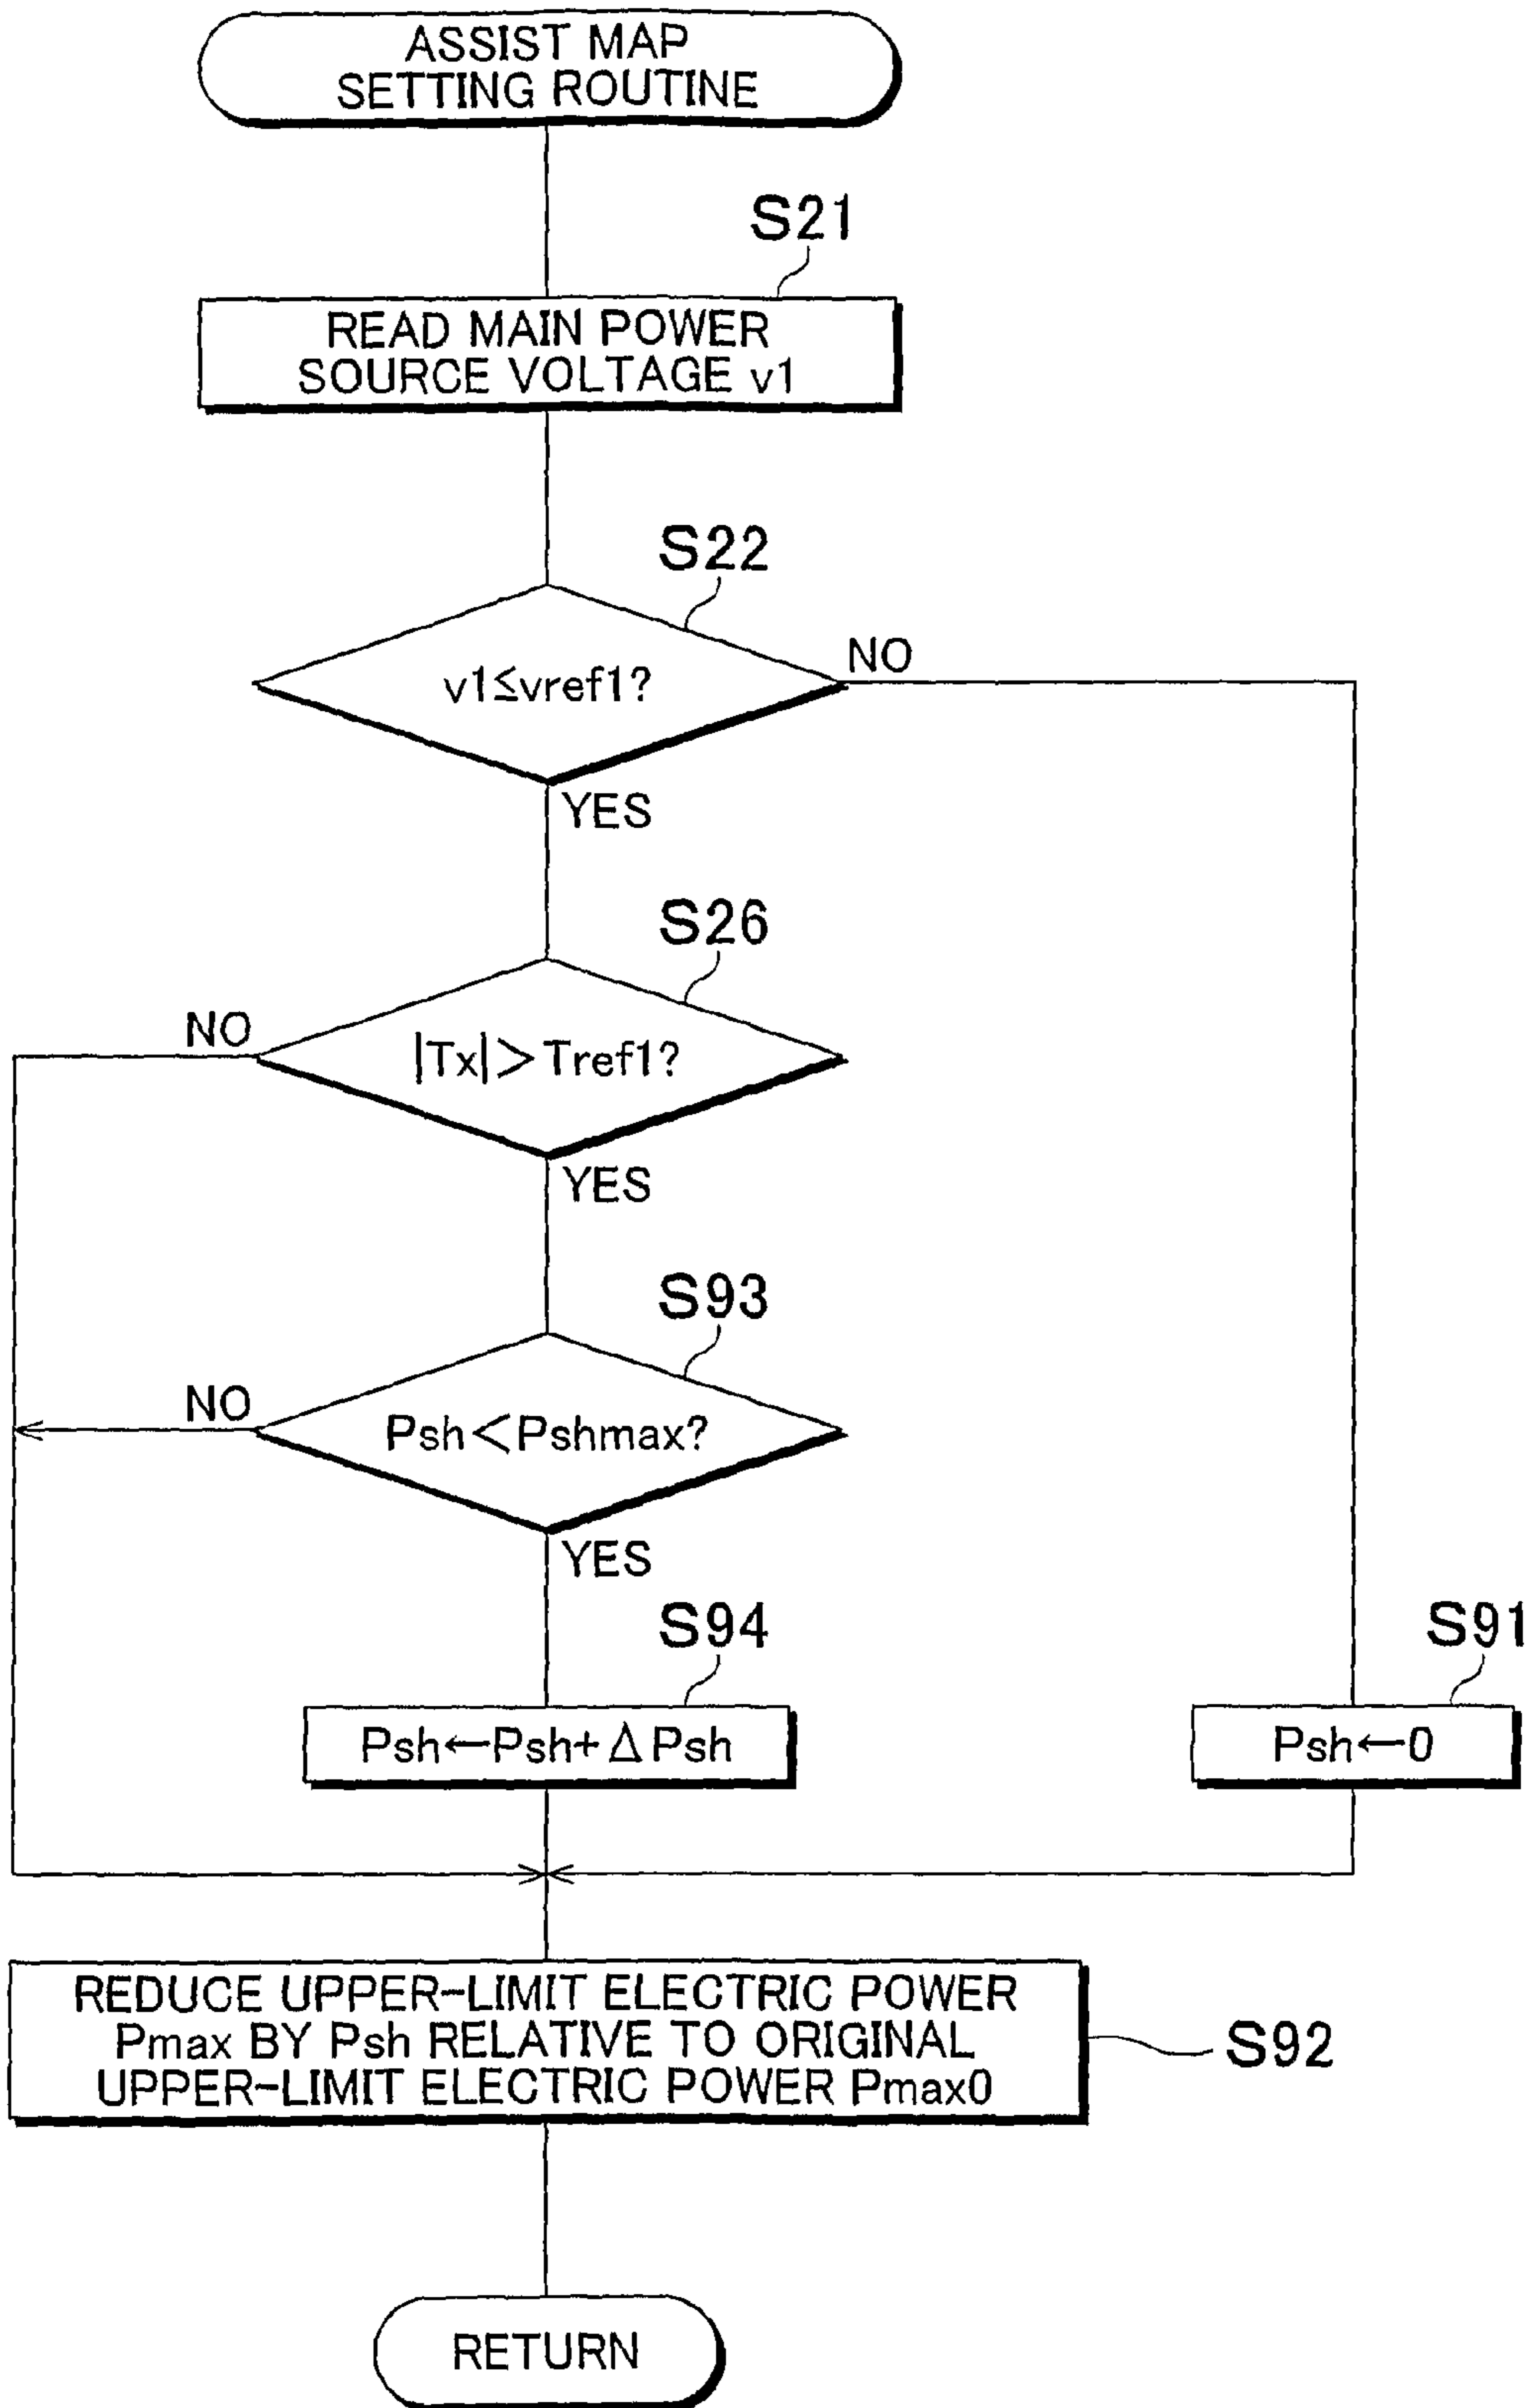 ASSIST MAP
SETTING ROUTINE
S21
READ MAIN POWER
SOURCE VOLTAGE v1
S22
v1≤vref1?
NO
YES
S26
NO
|Tx|>Tref1?
YES
S93
NO
Psh<Pshmax?
YES
S94
S91
Psh←Psh+ΔPsh
Psh←0
REDUCE UPPER-LIMIT ELECTRIC POWER
Pmax BY Psh RELATIVE TO ORIGINAL
UPPER-LIMIT ELECTRIC POWER Pmax0
S92
RETURN